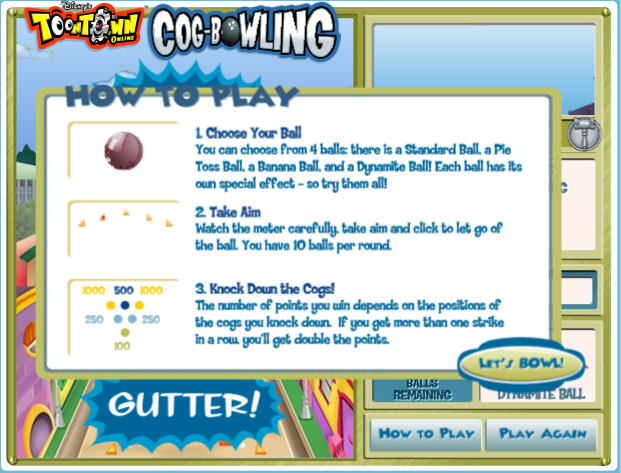 Disney's
TOONTOWN
ONLINE
COG-BOWLING
HOW TO PLAY
1. Choose Your Ball
You can choose from 4 balls: there is a Standard Ball, a Pie
Toss Ball, a Banana Ball, and a Dynamite Ball! Each ball has its
own special effect - so try them all!
2. Take Aim
Watch the meter carefully, take aim and click to let go of
the ball. You have 10 balls per round.
1000 500 1000
250 250
100
3. Knock Down the Cogs!
The number of points you win depends on the positions of
the cogs you knock down. If you get more than one strike
in a row, you'll get double the points.
LET'S BOWL!
GUTTER!
BALLS
REMAINING
DYNAMITE BALL
HOW TO PLAY
PLAY AGAIN